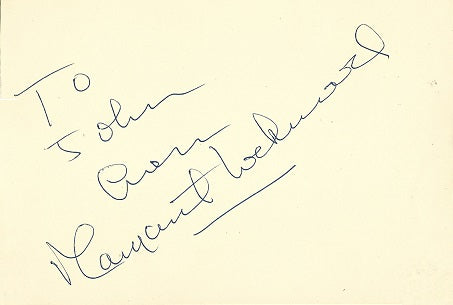 To
John
from
Margaret Lockwood